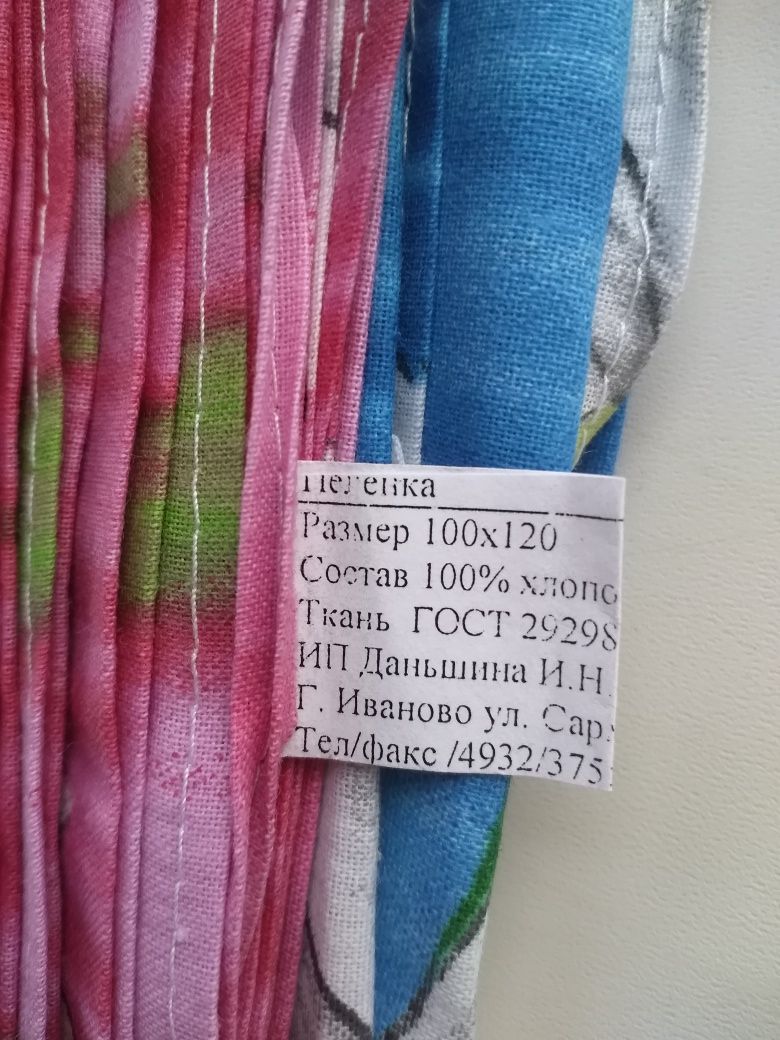 Пеленка
Размер 100х120
Состав 100% хлопо
Ткань ГОСТ 29298
ИП Даньшина И.Н.
Г. Иваново ул. Сар
Тел/факс /4932/375